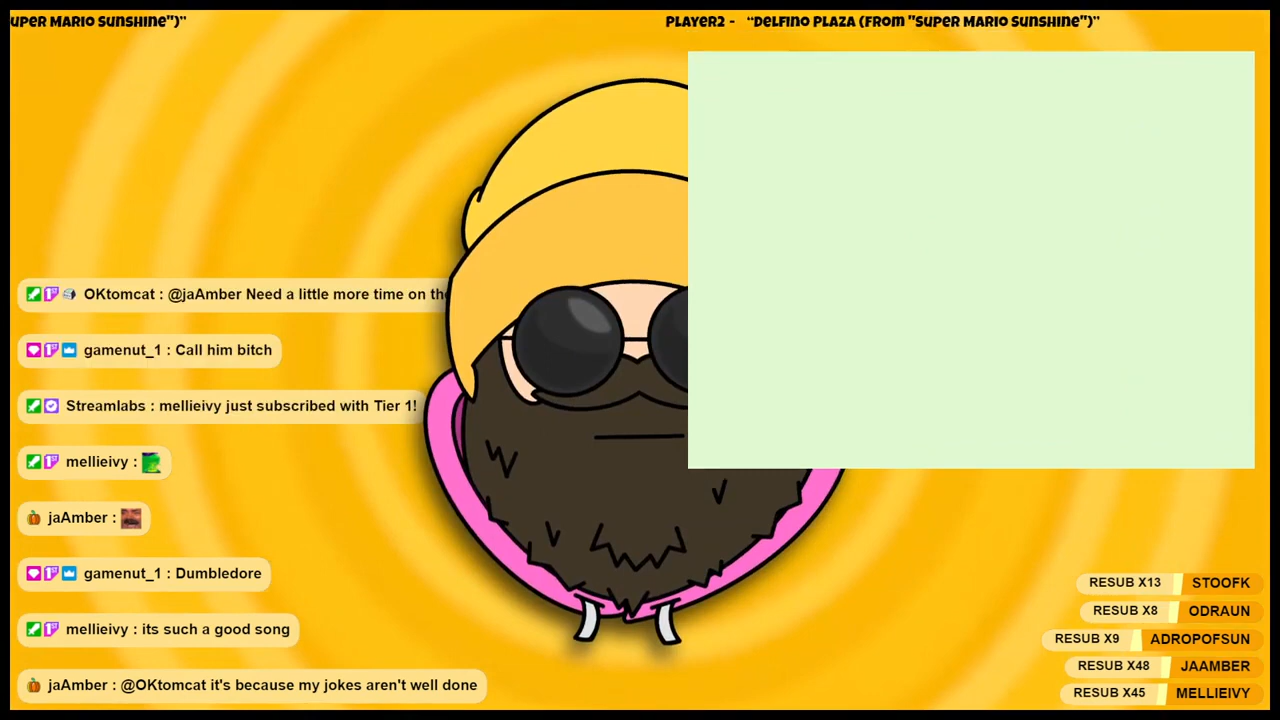 UPER MARIO SUNSHINE")"
PLAYER2 - "DELFINO PLAZA (FROM "SUPER MARIO SUNSHINE")"
OKtomcat : @jaAmber Need a little more time on the
gamenut_1 : Call him bitch
Streamlabs : mellieivy just subscribed with Tier 1!
mellieivy :
jaAmber :
gamenut_1 : Dumbledore
mellieivy : its such a good song
jaAmber : @OKtomcat it's because my jokes aren't well done
RESUB X13 STOOFK
RESUB X8 ODRAUN
RESUB X9 ADROPOFSUN
RESUB X48 JAAMBER
RESUB X45 MELLIEIVY